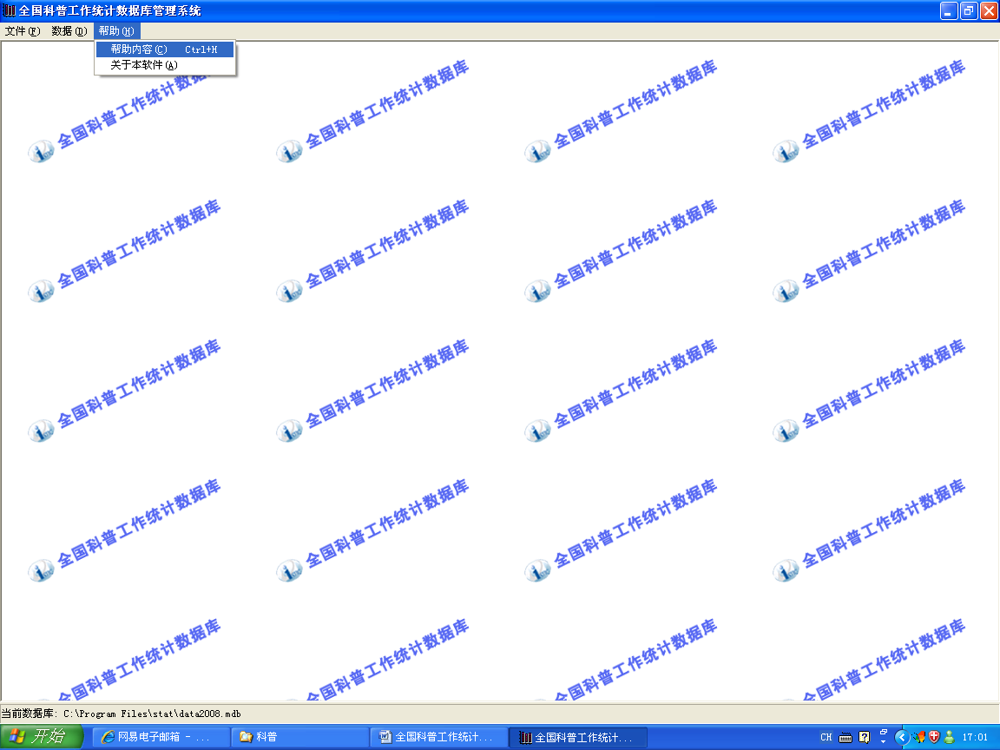 全国科普工作统计数据库管理系统
文件(F) 数据(D) 帮助(H)
帮助内容(C) Ctrl+H
关于本软件(A)
全国科普工作统计数据库 全国科普工作统计数据库 全国科普工作统计数据库 全国科普工作统计数据库
全国科普工作统计数据库 全国科普工作统计数据库 全国科普工作统计数据库 全国科普工作统计数据库
全国科普工作统计数据库 全国科普工作统计数据库 全国科普工作统计数据库 全国科普工作统计数据库
全国科普工作统计数据库 全国科普工作统计数据库 全国科普工作统计数据库 全国科普工作统计数据库
全国科普工作统计数据库 全国科普工作统计数据库 全国科普工作统计数据库 全国科普工作统计数据库
当前数据库: C:\Program Files\stat\data2008.mdb
开始 网易电子邮箱 - ... 科普 全国科普工作统计... 全国科普工作统计... CH 17:01